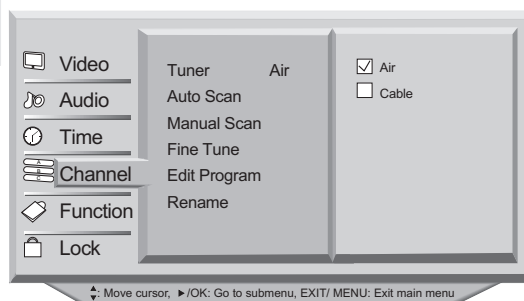 Video
Audio
Time
A
B
C
Channel
Function
Lock
Tuner Air
Auto Scan
Manual Scan
Fine Tune
Edit Program
Rename
Air
Cable
▲▼: Move cursor, ►/OK: Go to submenu, EXIT/ MENU: Exit main menu